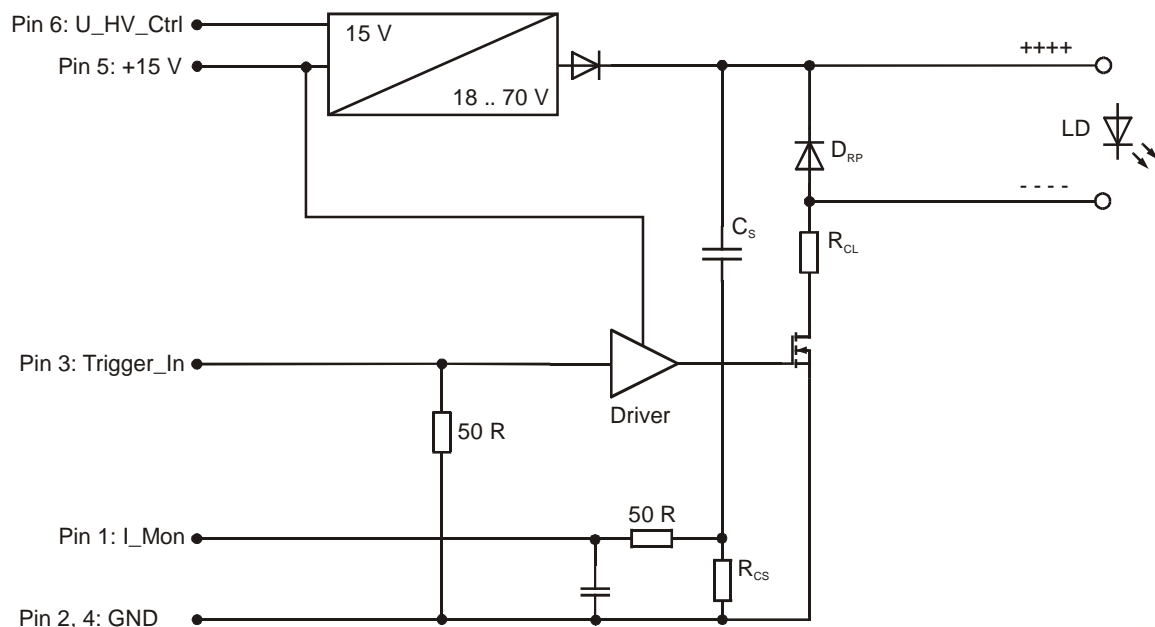 Pin 6: U_HV_Ctrl
15 V
++++
Pin 5: +15 V
18 .. 70 V
LD
D_RP
- - - -
C_S
R_CL
Pin 3: Trigger_In
Driver
50 R
50 R
Pin 1: I_Mon
R_CS
Pin 2, 4: GND